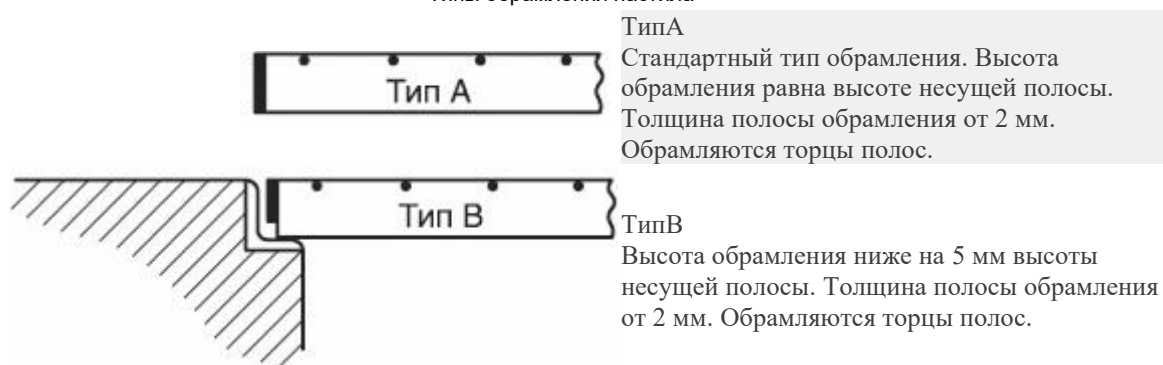 ТипА
Стандартный тип обрамления. Высота
обрамления равна высоте несущей полосы.
Толщина полосы обрамления от 2 мм.
Обрамляются торцы полос.
Тип А
ТипВ
Высота обрамления ниже на 5 мм высоты
несущей полосы. Толщина полосы обрамления
от 2 мм. Обрамляются торцы полос.
Тип В